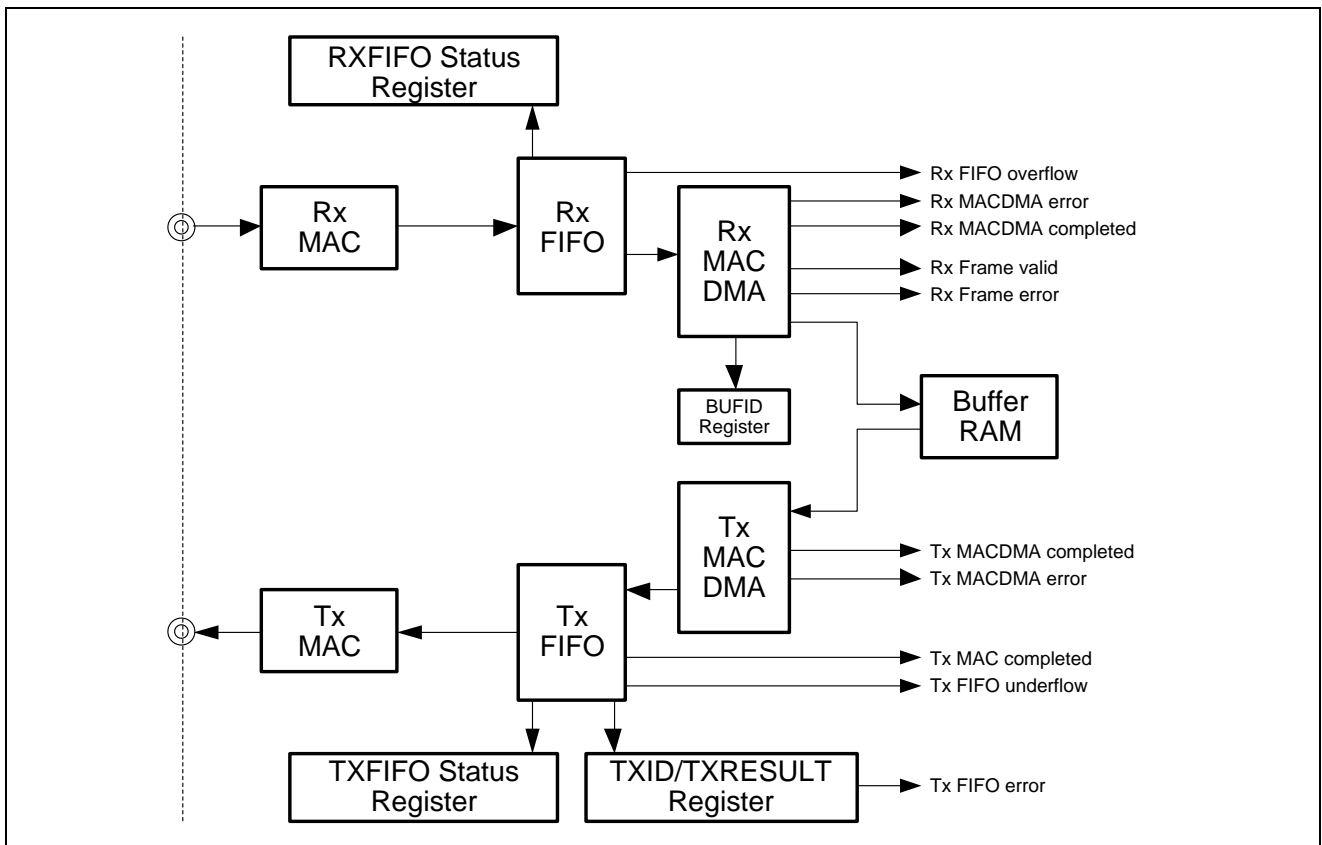 RXFIFO Status
Register
Rx
MAC
Rx
FIFO
Rx
MAC
DMA
Rx FIFO overflow
Rx MACDMA error
Rx MACDMA completed
Rx Frame valid
Rx Frame error
BUFID
Register
Buffer
RAM
Tx
MAC
DMA
Tx MACDMA completed
Tx MACDMA error
Tx
MAC
Tx
FIFO
Tx MAC completed
Tx FIFO underflow
TXFIFO Status
Register
TXID/TXRESULT
Register
Tx FIFO error